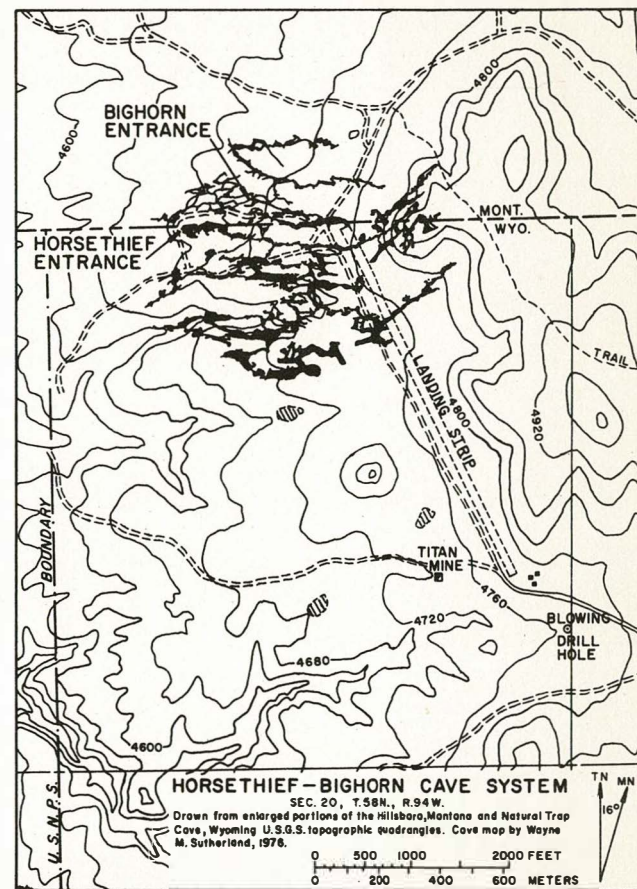 4800
4600
BIGHORN
ENTRANCE
MONT.
WYO.
HORSETHIEF
ENTRANCE
TRAIL
LANDING STRIP
4800
4920
BOUNDARY
TITAN
MINE
4760
4720
BLOWING
DRILL
HOLE
4680
4600
U.S.N.P.S.
HORSETHIEF-BIGHORN CAVE SYSTEM
SEC. 20, T.58N., R.94W.
Drawn from enlarged portions of the Hillsboro, Montana and Natural Trap
Cave, Wyoming U.S.G.S. topographic quadrangles. Cave map by Wayne
M. Sutherland, 1976.
TN MN
16°
0 500 1000 2000 FEET
0 200 400 600
METERS